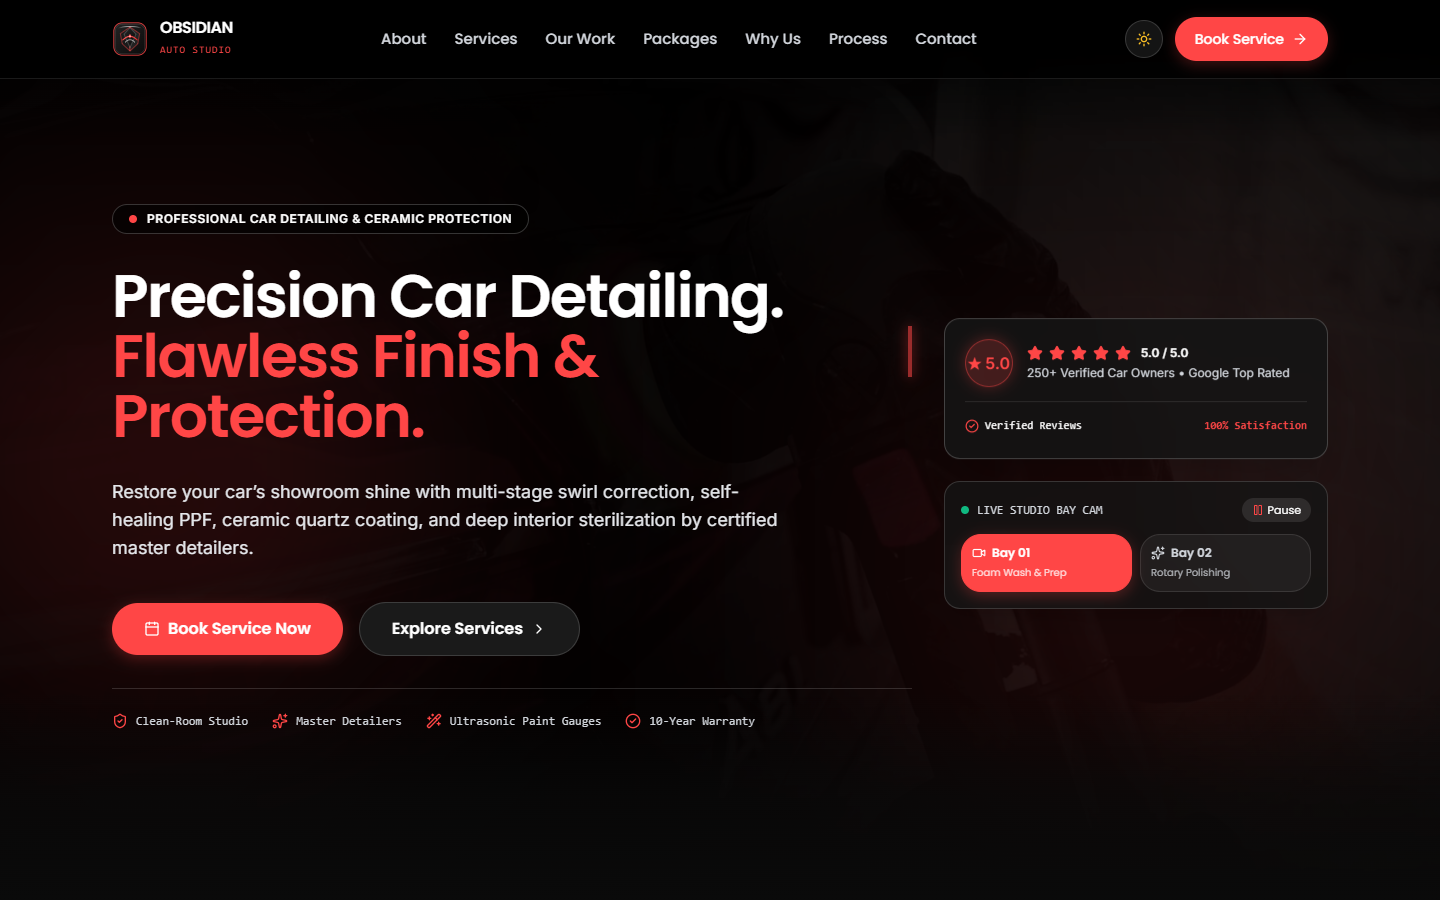 OBSIDIAN
AUTO STUDIO
About
Services
Our Work
Packages
Why Us
Process
Contact
Book Service
PROFESSIONAL CAR DETAILING & CERAMIC PROTECTION
Precision Car Detailing.
Flawless Finish &
Protection.
Restore your car’s showroom shine with multi-stage swirl correction, self-
healing PPF, ceramic quartz coating, and deep interior sterilization by certified
master detailers.
Book Service Now
Explore Services
Clean-Room Studio
Master Detailers
Ultrasonic Paint Gauges
10-Year Warranty
5.0
5.0 / 5.0
250+ Verified Car Owners • Google Top Rated
Verified Reviews
100% Satisfaction
LIVE STUDIO BAY CAM
Pause
Bay 01
Foam Wash & Prep
Bay 02
Rotary Polishing